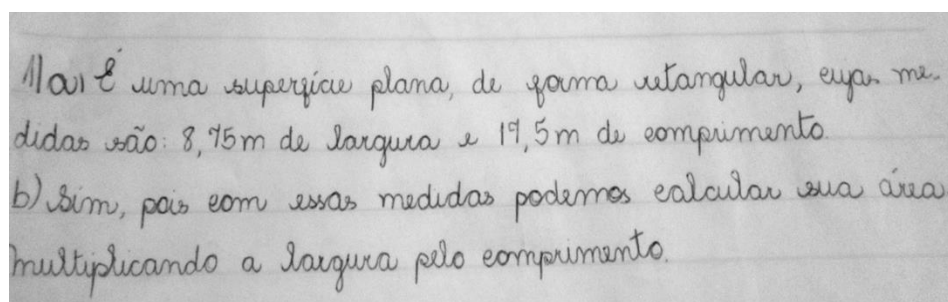 1) a) É uma superfície plana, de forma retangular, cujas me-
didas são: 8,75m de largura e 17,5m de comprimento.
b) Sim, pois com essas medidas podemos calcular sua área
multiplicando a largura pelo comprimento.